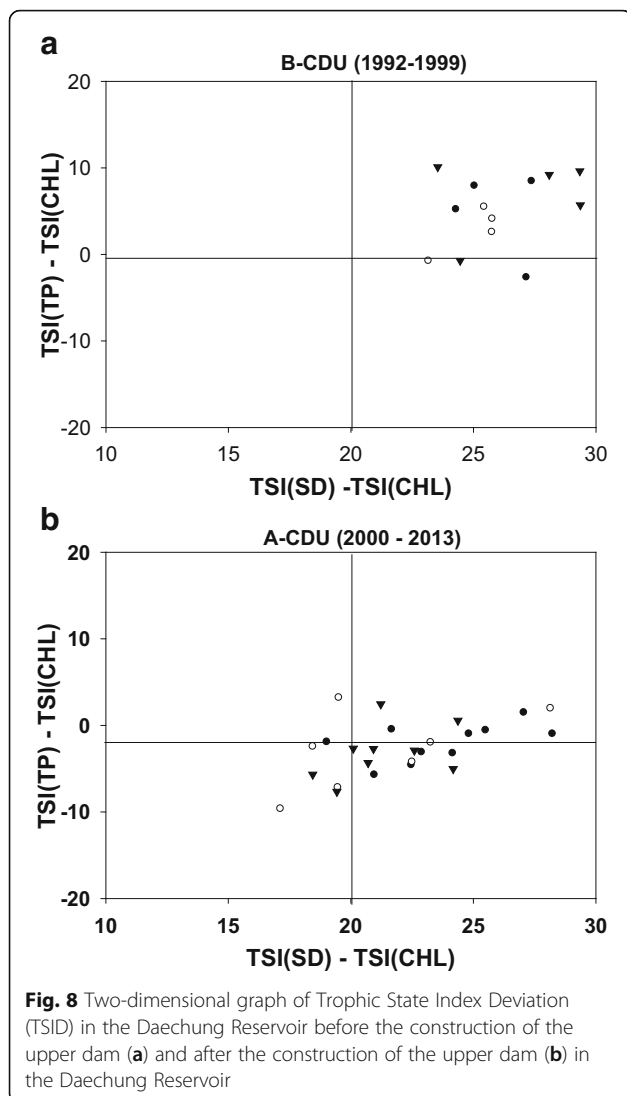 a
B-CDU (1992-1999)
TSI(TP) - TSI(CHL)
20
10
0
-10
-20
10
15
20
25
30
TSI(SD) -TSI(CHL)
b
A-CDU (2000 - 2013)
TSI(TP) - TSI(CHL)
20
10
0
-10
-20
10
15
20
25
30
TSI(SD) - TSI(CHL)
Fig. 8 Two-dimensional graph of Trophic State Index Deviation
(TSID) in the Daechung Reservoir before the construction of the
upper dam (a) and after the construction of the upper dam (b) in
the Daechung Reservoir